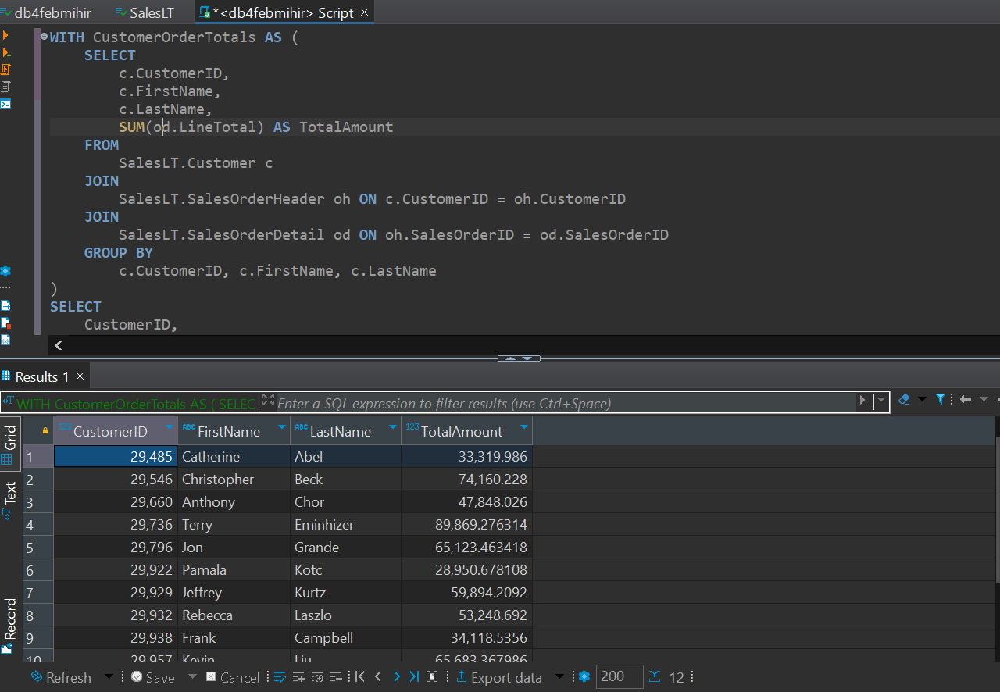 db4febmihir SalesLT *<db4febmihir> Script
WITH CustomerOrderTotals AS (
SELECT
c.CustomerID,
c.FirstName,
c.LastName,
SUM(od.LineTotal) AS TotalAmount
FROM
SalesLT.Customer c
JOIN
SalesLT.SalesOrderHeader oh ON c.CustomerID = oh.CustomerID
JOIN
SalesLT.SalesOrderDetail od ON oh.SalesOrderID = od.SalesOrderID
GROUP BY
c.CustomerID, c.FirstName, c.LastName
)
SELECT
CustomerID,
Results 1
WITH CustomerOrderTotals AS ( SELEC Enter a SQL expression to filter results (use Ctrl+Space)
Grid
Text
Record
123 CustomerID ABC FirstName ABC LastName 123 TotalAmount
1 29,485 Catherine Abel 33,319.986
2 29,546 Christopher Beck 74,160.228
3 29,660 Anthony Chor 47,848.026
4 29,736 Terry Eminhizer 89,869.276314
5 29,796 Jon Grande 65,123.463418
6 29,922 Pamala Kotc 28,950.678108
7 29,929 Jeffrey Kurtz 59,894.2092
8 29,932 Rebecca Laszlo 53,248.692
9 29,938 Frank Campbell 34,118.5356
10 29,957 Kevin Liu 65,683.367986
Refresh Save Cancel Export data 200 12